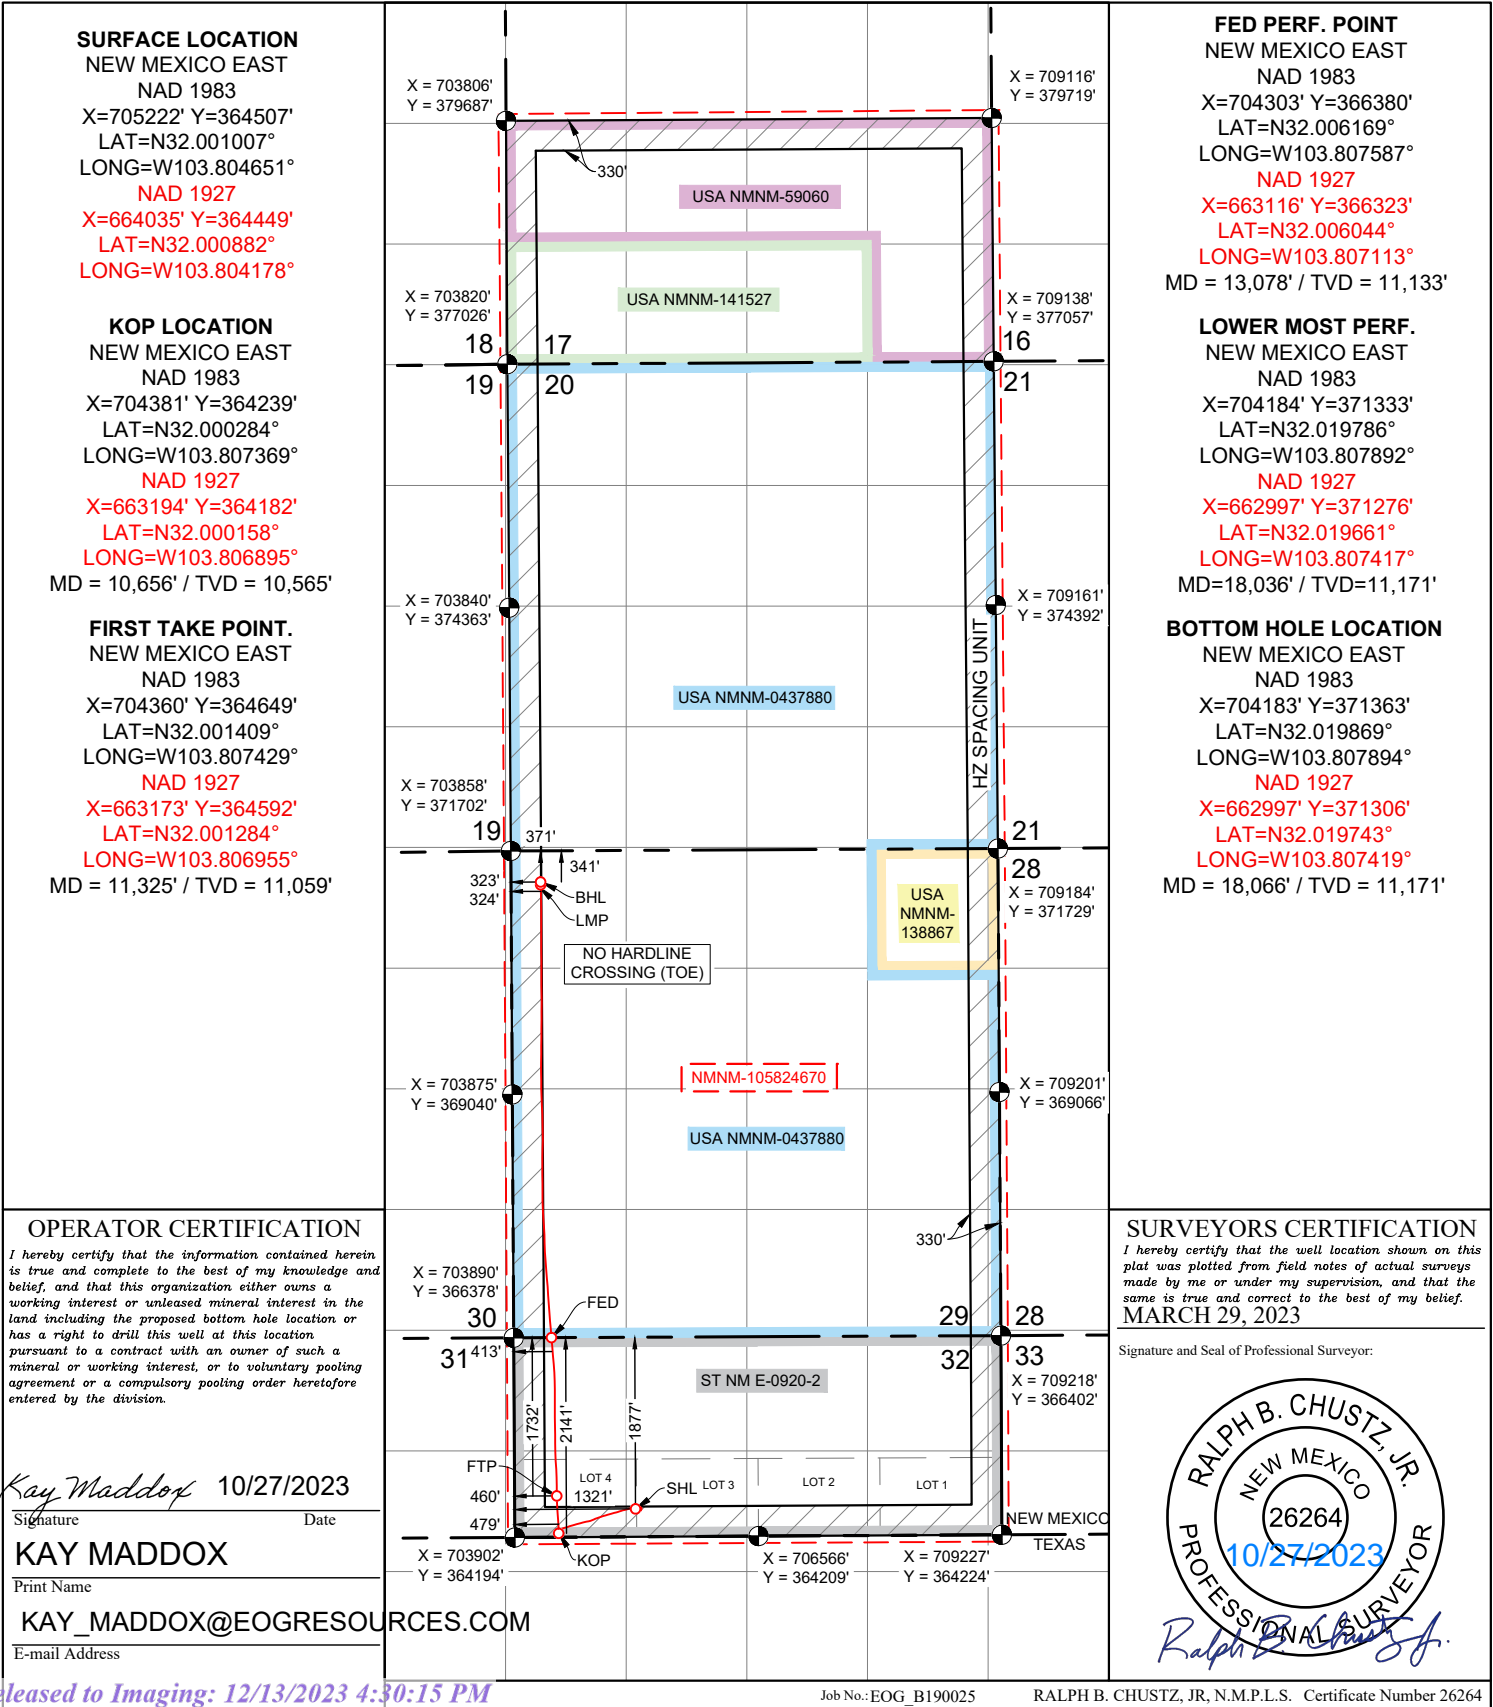 SURFACE LOCATION
NEW MEXICO EAST
NAD 1983
X=705222' Y=364507'
LAT=N32.001007°
LONG=W103.804651°
NAD 1927
X=664035' Y=364449'
LAT=N32.000882°
LONG=W103.804178°
KOP LOCATION
NEW MEXICO EAST
NAD 1983
X=704381' Y=364239'
LAT=N32.000284°
LONG=W103.807369°
NAD 1927
X=663194' Y=364182'
LAT=N32.000158°
LONG=W103.806895°
MD = 10,656' / TVD = 10,565'
FIRST TAKE POINT.
NEW MEXICO EAST
NAD 1983
X=704360' Y=364649'
LAT=N32.001409°
LONG=W103.807429°
NAD 1927
X=663173' Y=364592'
LAT=N32.001284°
LONG=W103.806955°
MD = 11,325' / TVD = 11,059'
OPERATOR CERTIFICATION
I hereby certify that the information contained herein
is true and complete to the best of my knowledge and
belief, and that this organization either owns a
working interest or unleased mineral interest in the
land including the proposed bottom hole location or
has a right to drill this well at this location
pursuant to a contract with an owner of such a
mineral or working interest, or to voluntary pooling
agreement or a compulsory pooling order heretofore
entered by the division.
Kay Maddox 10/27/2023
Signature Date
KAY MADDOX
Print Name
KAY_MADDOX@EOGRESOURCES.COM
E-mail Address
X = 703806'
Y = 379687'
X = 709116'
Y = 379719'
330'
USA NMNM-59060
USA NMNM-141527
X = 703820'
Y = 377026'
X = 709138'
Y = 377057'
18 17 16
19 20 21
X = 703840'
Y = 374363'
X = 709161'
Y = 374392'
HZ SPACING UNIT
USA NMNM-0437880
X = 703858'
Y = 371702'
19 371' 21
341' 28
323'
324'
BHL
LMP
USA
NMNM-
138867
X = 709184'
Y = 371729'
NO HARDLINE
CROSSING (TOE)
NMNM-105824670
X = 703875'
Y = 369040'
X = 709201'
Y = 369066'
USA NMNM-0437880
330'
X = 703890'
Y = 366378'
FED
30 29 28
31 413' 32 33
ST NM E-0920-2
X = 709218'
Y = 366402'
1732'
2141'
1877'
FTP
LOT 4
LOT 3
LOT 2
LOT 1
460'
1321'
SHL
479'
KOP
NEW MEXICO
TEXAS
X = 703902'
Y = 364194'
X = 706566'
Y = 364209'
X = 709227'
Y = 364224'
FED PERF. POINT
NEW MEXICO EAST
NAD 1983
X=704303' Y=366380'
LAT=N32.006169°
LONG=W103.807587°
NAD 1927
X=663116' Y=366323'
LAT=N32.006044°
LONG=W103.807113°
MD = 13,078' / TVD = 11,133'
LOWER MOST PERF.
NEW MEXICO EAST
NAD 1983
X=704184' Y=371333'
LAT=N32.019786°
LONG=W103.807892°
NAD 1927
X=662997' Y=371276'
LAT=N32.019661°
LONG=W103.807417°
MD=18,036' / TVD=11,171'
BOTTOM HOLE LOCATION
NEW MEXICO EAST
NAD 1983
X=704183' Y=371363'
LAT=N32.019869°
LONG=W103.807894°
NAD 1927
X=662997' Y=371306'
LAT=N32.019743°
LONG=W103.807419°
MD = 18,066' / TVD = 11,171'
SURVEYORS CERTIFICATION
I hereby certify that the well location shown on this
plat was plotted from field notes of actual surveys
made by me or under my supervision, and that the
same is true and correct to the best of my belief.
MARCH 29, 2023
Signature and Seal of Professional Surveyor:
RALPH B. CHUSTZ, JR.
NEW MEXICO
26264
10/27/2023
PROFESSIONAL SURVEYOR
Ralph B. Chustz Jr.
eleased to Imaging: 12/13/2023 4:30:15 PM
Job No.: EOG_B190025
RALPH B. CHUSTZ, JR, N.M.P.L.S. Certificate Number 26264